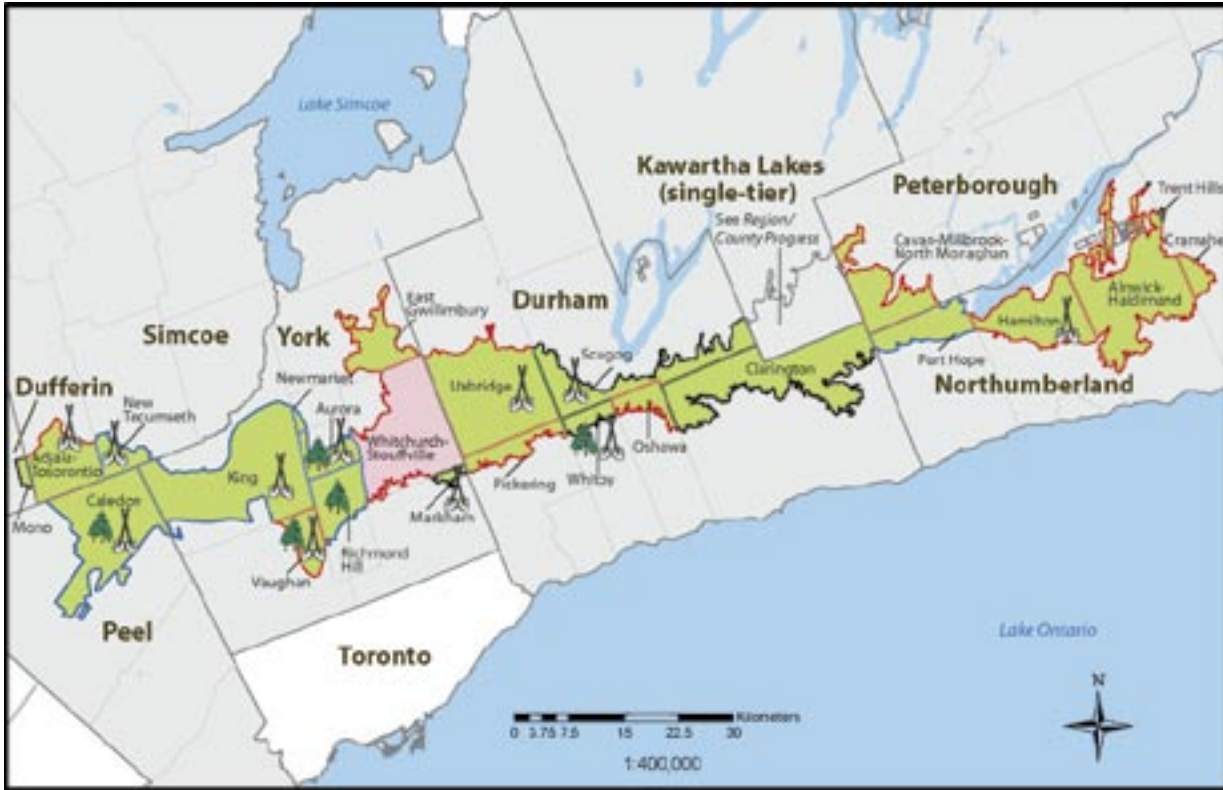 Lake Simcoe
Kawartha Lakes
(single-tier)
See Region/
County Progress
Peterborough
Trent Hills
Cramahe
Cavan-Millbrook-
North Monaghan
Alnwick-
Haldimand
East
Gwillimbury
Durham
Simcoe
York
Hamilton
Port Hope
Northumberland
Scugog
Clarington
Uxbridge
Newmarket
Dufferin
New
Tecumseth
Aurora
Whitchurch-
Stouffville
Oshawa
Adjala-
Tosorontio
King
Pickering
Whitby
Caledon
Mono
Markham
Richmond
Hill
Vaughan
Peel
Toronto
Lake Ontario
N
Kilometers
0 3.75 7.5 15 22.5 30
1:400,000